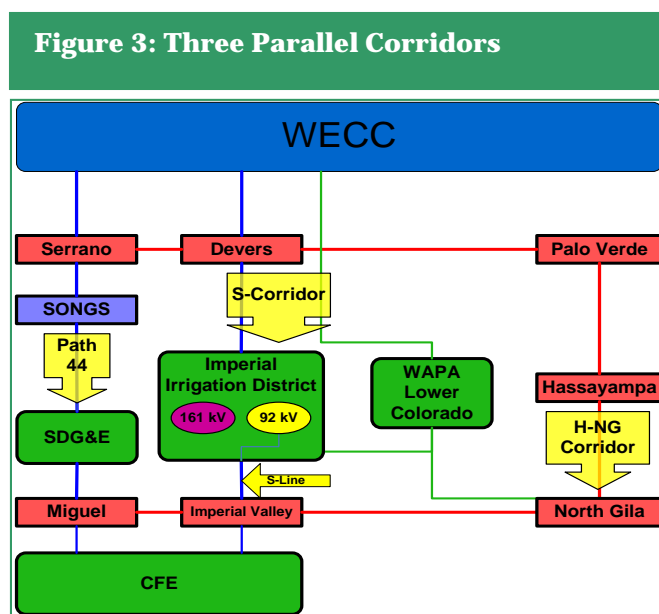 Figure 3: Three Parallel Corridors
WECC
Serrano
Devers
Palo Verde
SONGS
S-Corridor
Path
44
Imperial
Irrigation District
161 kV
92 kV
WAPA
Lower
Colorado
Hassayampa
SDG&E
H-NG
Corridor
S-Line
Miguel
Imperial Valley
North Gila
CFE